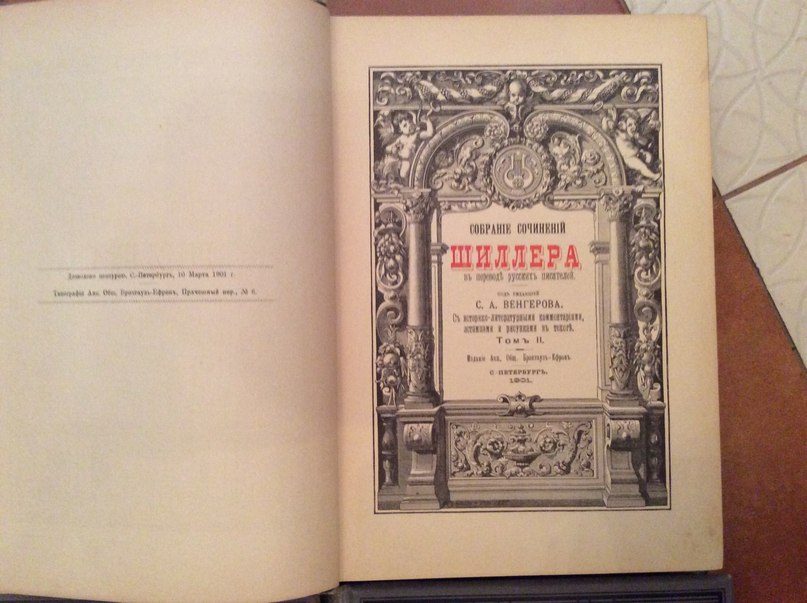 Дозволено цензурою. С.-Петербургъ, 10 Марта 1901 г.
Типографія Акц. Общ. Брокгаузъ-Ефронъ, Прачешный пер., № 6.
СОБРАНІЕ СОЧИНЕНІЙ
ШИЛЛЕРА
въ переводѣ русскихъ писателей.
ПОДЪ РЕДАКЦІЕЙ
С. А. ВЕНГЕРОВА.
Съ историко-литературными комментаріями,
эстампами и рисунками въ текстѣ.
Томъ II.
Изданіе Акц. Общ. Брокгаузъ-Ефронъ.
С.-ПЕТЕРБУРГЪ.
1901.